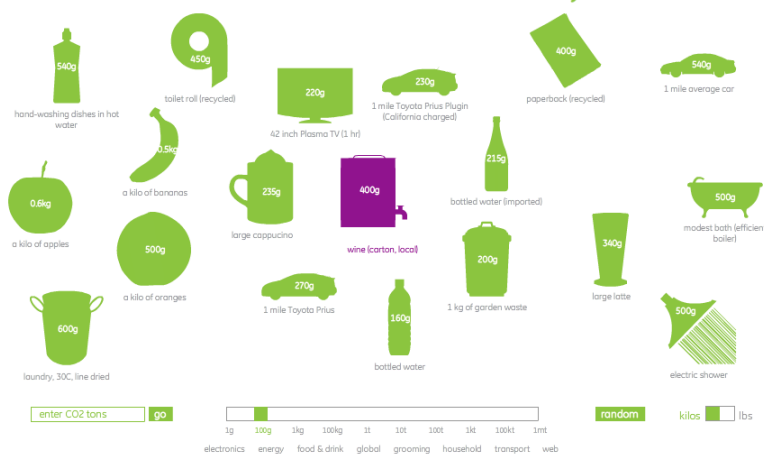 540g
hand-washing dishes in hot
water
450g
toilet roll (recycled)
220g
42 inch Plasma TV (1 hr)
230g
1 mile Toyota Prius Plugin
(California charged)
400g
paperback (recycled)
540g
1 mile average car
0.5kg
a kilo of bananas
0.6kg
a kilo of apples
500g
a kilo of oranges
235g
large cappucino
400g
wine (carton, local)
215g
bottled water (imported)
500g
modest bath (efficien
boiler)
340g
large latte
200g
1 kg of garden waste
270g
1 mile Toyota Prius
160g
bottled water
600g
laundry, 30C, line dried
500g
electric shower
enter CO2 tons go
random
kilos lbs
1g 100g 1kg 100kg 1t 10t 100t 1kt 100kt 1mt
electronics energy food & drink global grooming household transport web